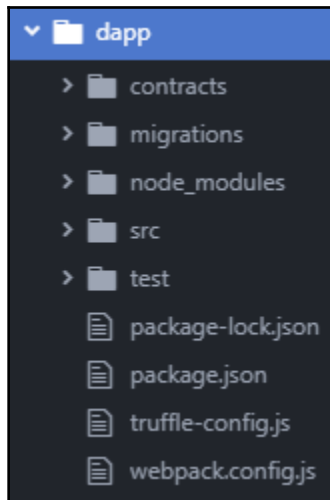 dapp
contracts
migrations
node_modules
src
test
package-lock.json
package.json
truffle-config.js
webpack.config.js